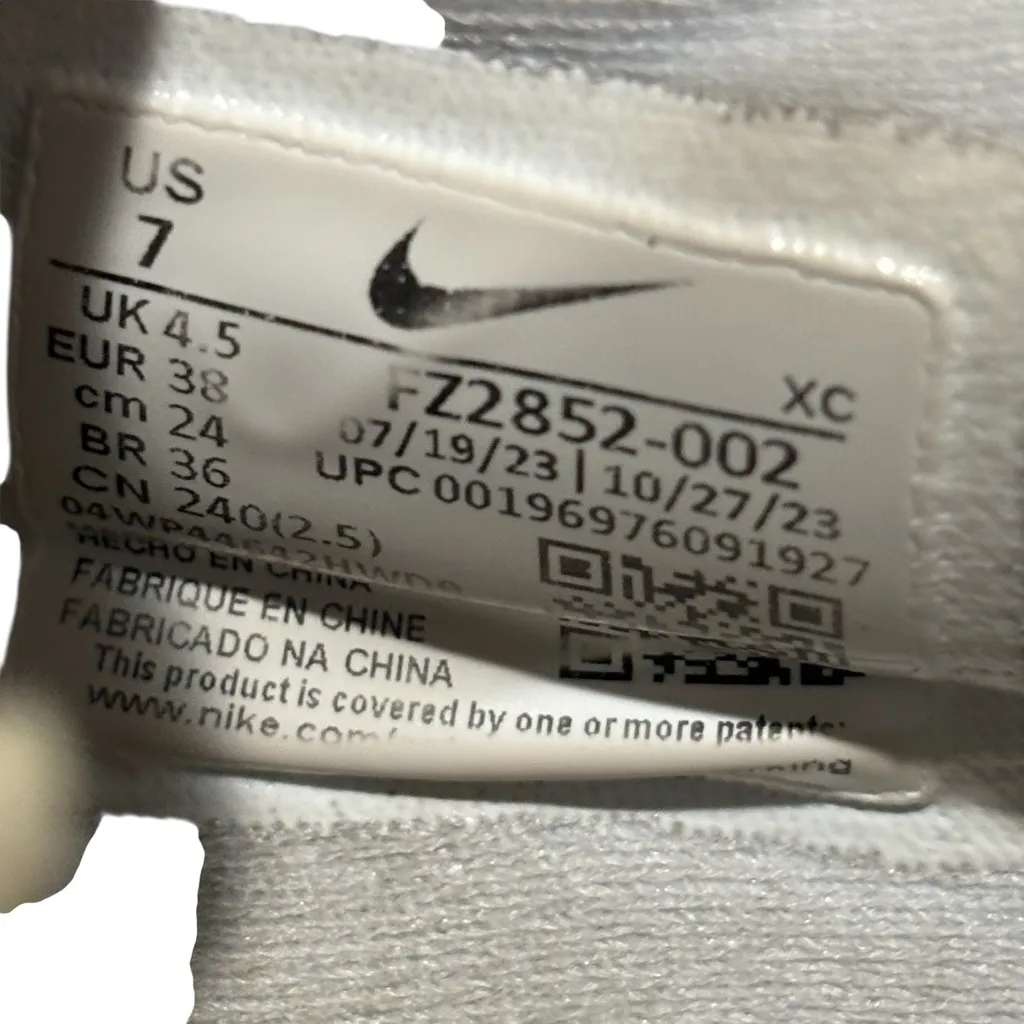 US
7
XC
UK 4.5
EUR 38
cm 24
BR 36
CN 240(2.5)
FZ2852-002
07/19/23 | 10/27/23
UPC 00196976091927
HECHO EN CHINA
FABRIQUE EN CHINE
FABRICADO NA CHINA
This product is covered by one or more patents:
www.nike.com/